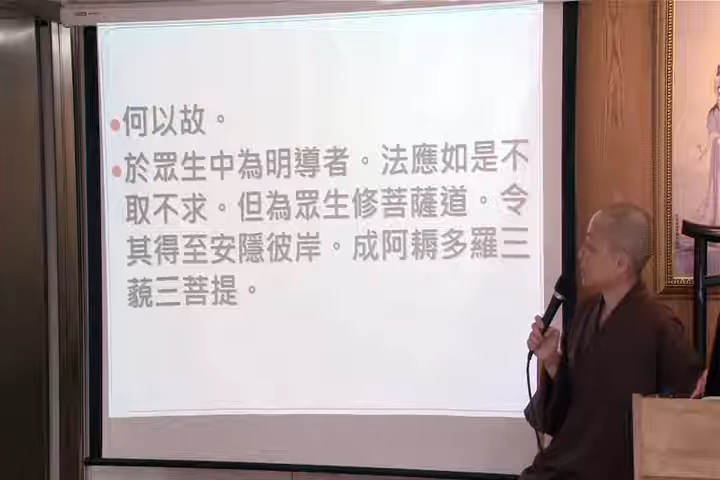 •何以故。
•於眾生中為明導者。法應如是不
取不求。但為眾生修菩薩道。令
其得至安隱彼岸。成阿耨多羅三
藐三菩提。